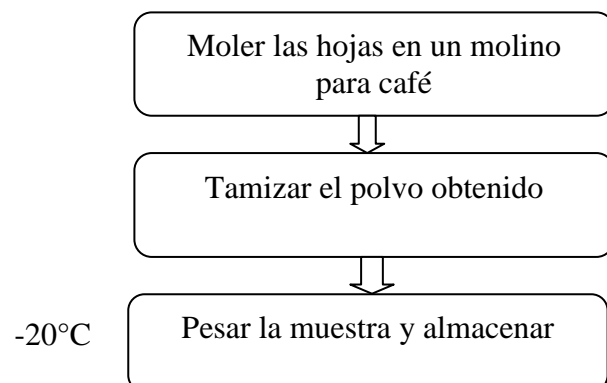 Moler las hojas en un molino
para café
Tamizar el polvo obtenido
-20°C
Pesar la muestra y almacenar